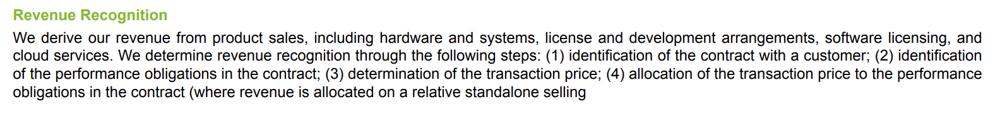 Revenue Recognition
We derive our revenue from product sales, including hardware and systems, license and development arrangements, software licensing, and
cloud services. We determine revenue recognition through the following steps: (1) identification of the contract with a customer; (2) identification
of the performance obligations in the contract; (3) determination of the transaction price; (4) allocation of the transaction price to the performance
obligations in the contract (where revenue is allocated on a relative standalone selling